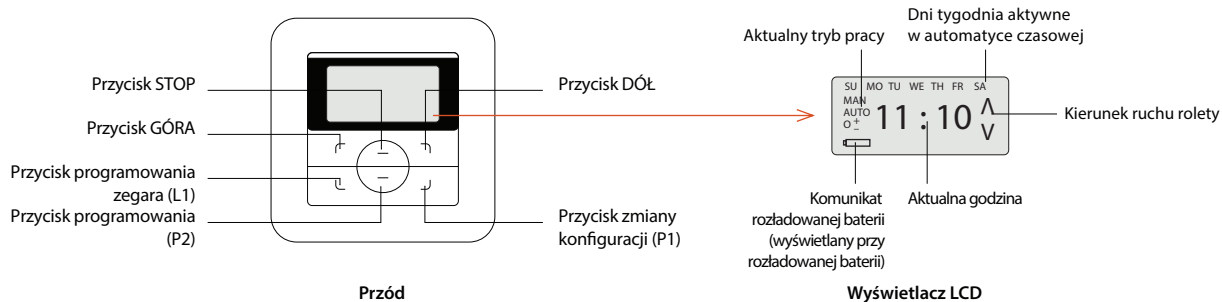 Przycisk STOP
Przycisk GÓRA
Przycisk programowania
zegara (L1)
Przycisk programowania
(P2)
Przycisk DÓŁ
Przycisk zmiany
konfiguracji (P1)
Przód
Aktualny tryb pracy
Dni tygodnia aktywne
w automatyce czasowej
SU MO TU WE TH FR SA
MAN
AUTO
O ±
11 : 10
Kierunek ruchu rolety
Komunikat
rozładowanej baterii
(wyświetlany przy
rozładowanej baterii)
Aktualna godzina
Wyświetlacz LCD